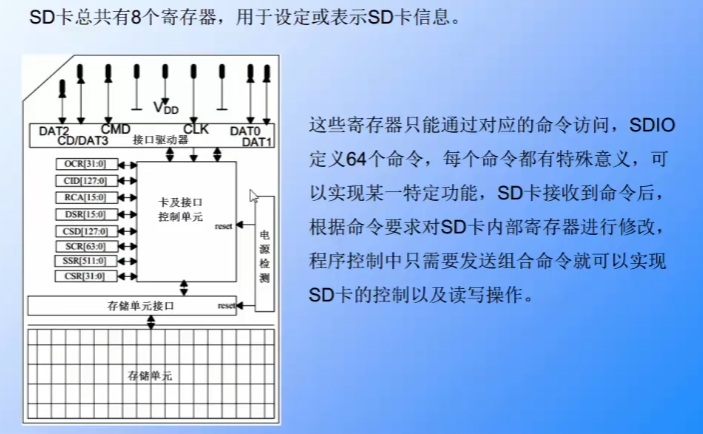 SD卡总共有8个寄存器，用于设定或表示SD卡信息。
VDD
DAT2 CMD CLK DAT0
CD/DAT3 接口驱动器 DAT1
OCR[31:0]
CID[127:0]
RCA[15:0]
DSR[15:0]
CSD[127:0]
SCR[63:0]
SSR[511:0]
CSR[31:0]
卡及接口
控制单元
reset
电源检测
存储单元接口
reset
存储单元
这些寄存器只能通过对应的命令访问，SDIO
定义64个命令，每个命令都有特殊意义，可
以实现某一特定功能，SD卡接收到命令后，
根据命令要求对SD卡内部寄存器进行修改，
程序控制中只需要发送组合命令就可以实现
SD卡的控制以及读写操作。